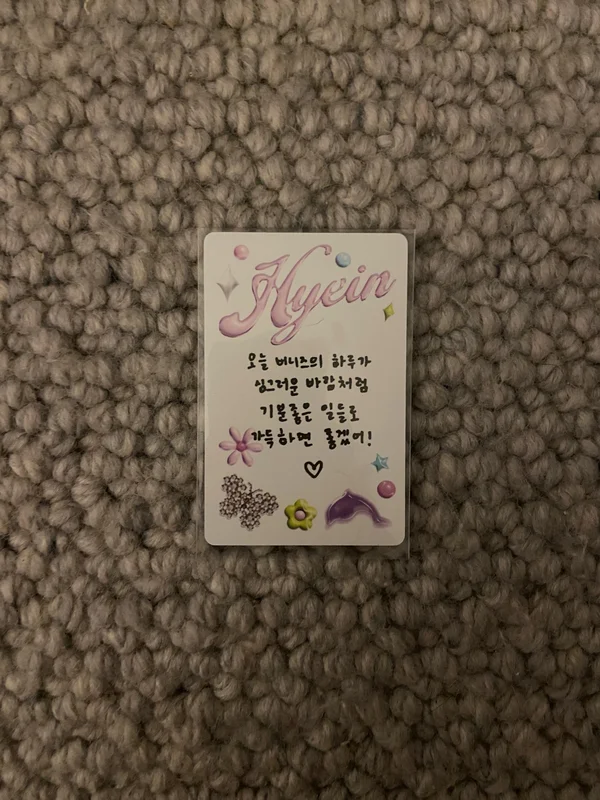 Hyein
오늘 버니즈의 하루가
싱그러운 바람처럼
기분좋은 일들로
가득하면 좋겠어!